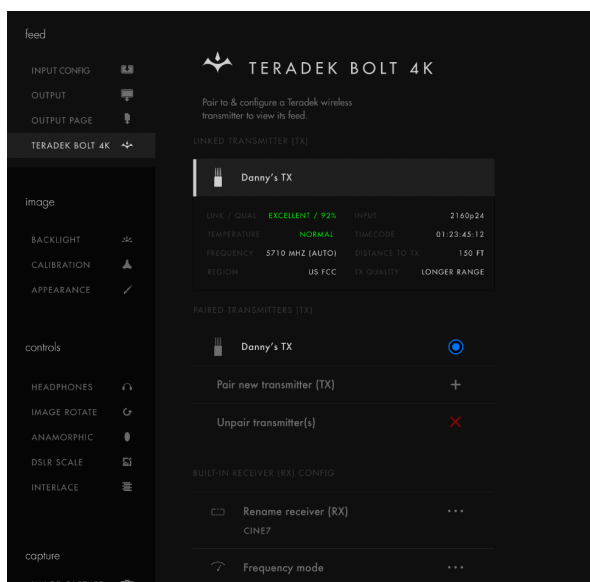 feed
INPUT CONFIG
OUTPUT
OUTPUT PAGE
TERADEK BOLT 4K
image
BACKLIGHT
CALIBRATION
APPEARANCE
controls
HEADPHONES
IMAGE ROTATE
ANAMORPHIC
DSLR SCALE
INTERLACE
capture
TERADEK BOLT 4K
Pair to & configure a Teradek wireless
transmitter to view its feed.
LINKED TRANSMITTER (TX)
Danny's TX
LINK / QUAL EXCELLENT / 92% INPUT 2160p24
TEMPERATURE NORMAL TIMECODE 01:23:45:12
FREQUENCY 5710 MHZ (AUTO) DISTANCE TO TX 150 FT
REGION US FCC TX QUALITY LONGER RANGE
PAIRED TRANSMITTERS (TX)
Danny's TX
Pair new transmitter (TX)
Unpair transmitter(s)
BUILT-IN RECEIVER (RX) CONFIG
Rename receiver (RX)
CINE7
Frequency mode